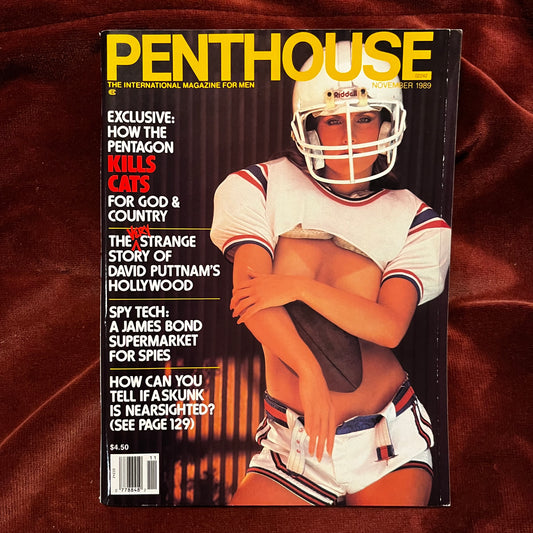 PENTHOUSE
THE INTERNATIONAL MAGAZINE FOR MEN
NOVEMBER 1989
Riddell
EXCLUSIVE:
HOW THE
PENTAGON
KILLS
CATS
FOR GOD &
COUNTRY
THE VERY STRANGE
STORY OF
DAVID PUTTNAM'S
HOLLYWOOD
SPY TECH:
A JAMES BOND
SUPERMARKET
FOR SPIES
HOW CAN YOU
TELL IF A SKUNK
IS NEARSIGHTED?
(SEE PAGE 129)
$4.50
11